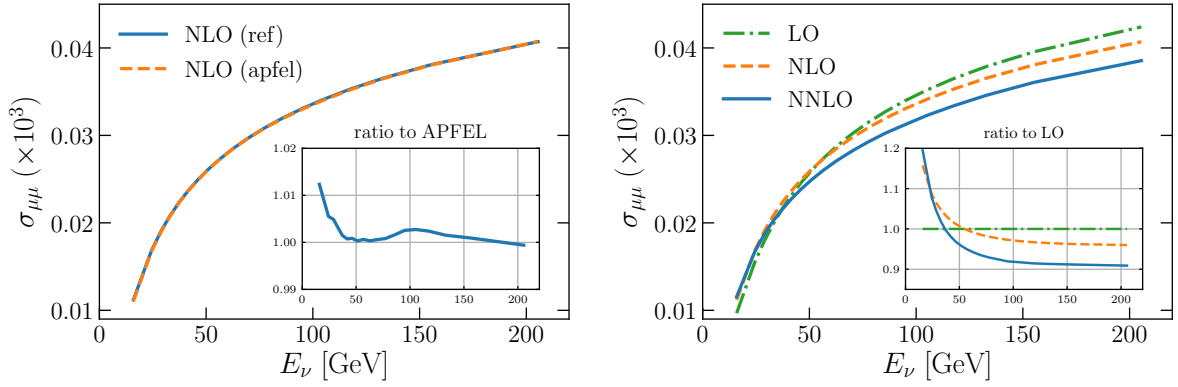 NLO (ref)
NLO (apfel)
ratio to APFEL
1.02
1.01
1.00
0.99
0 50 100 150 200
0.04
0.03
0.02
0.01
0 50 100 150 200
σμμ (×10³)
Eν [GeV]
LO
NLO
NNLO
ratio to LO
1.2
1.1
1.0
0.9
0 50 100 150 200
0.04
0.03
0.02
0.01
0 50 100 150 200
σμμ (×10³)
Eν [GeV]